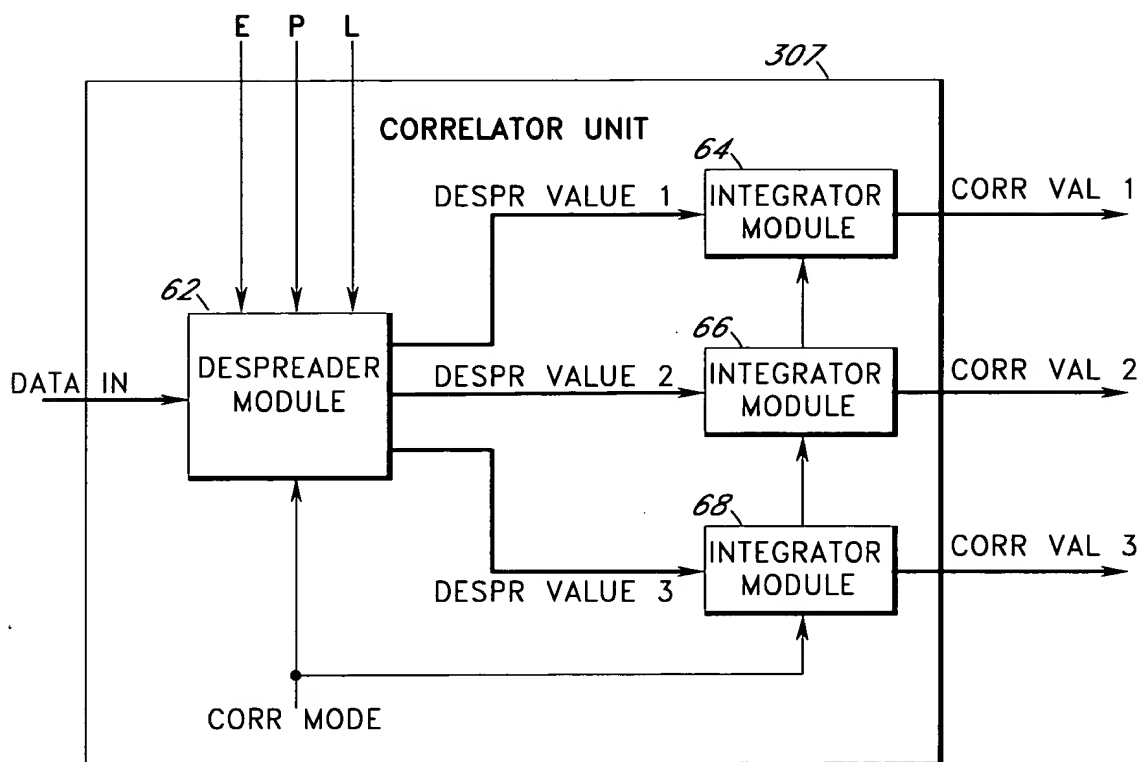 E P L
307
CORRELATOR UNIT
64
DESPR VALUE 1
INTEGRATOR
MODULE
CORR VAL 1
62
66
DATA IN
DESPREADER
MODULE
DESPR VALUE 2
INTEGRATOR
MODULE
CORR VAL 2
68
DESPR VALUE 3
INTEGRATOR
MODULE
CORR VAL 3
CORR MODE